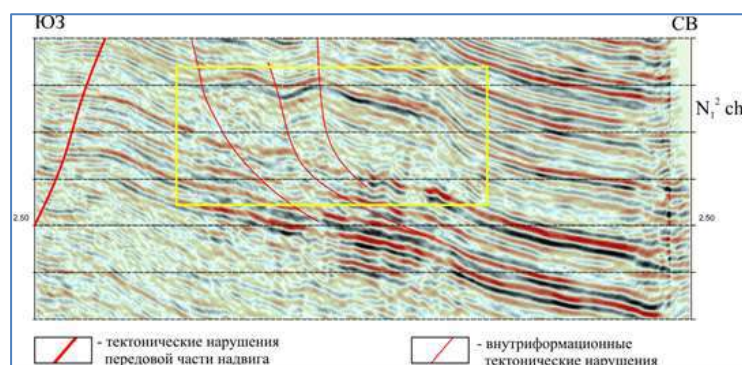 ЮЗ
СВ
N₁² ch
2.50
2.50
- тектонические нарушения
передовой части надвига
- внутриформационные
тектонические нарушения